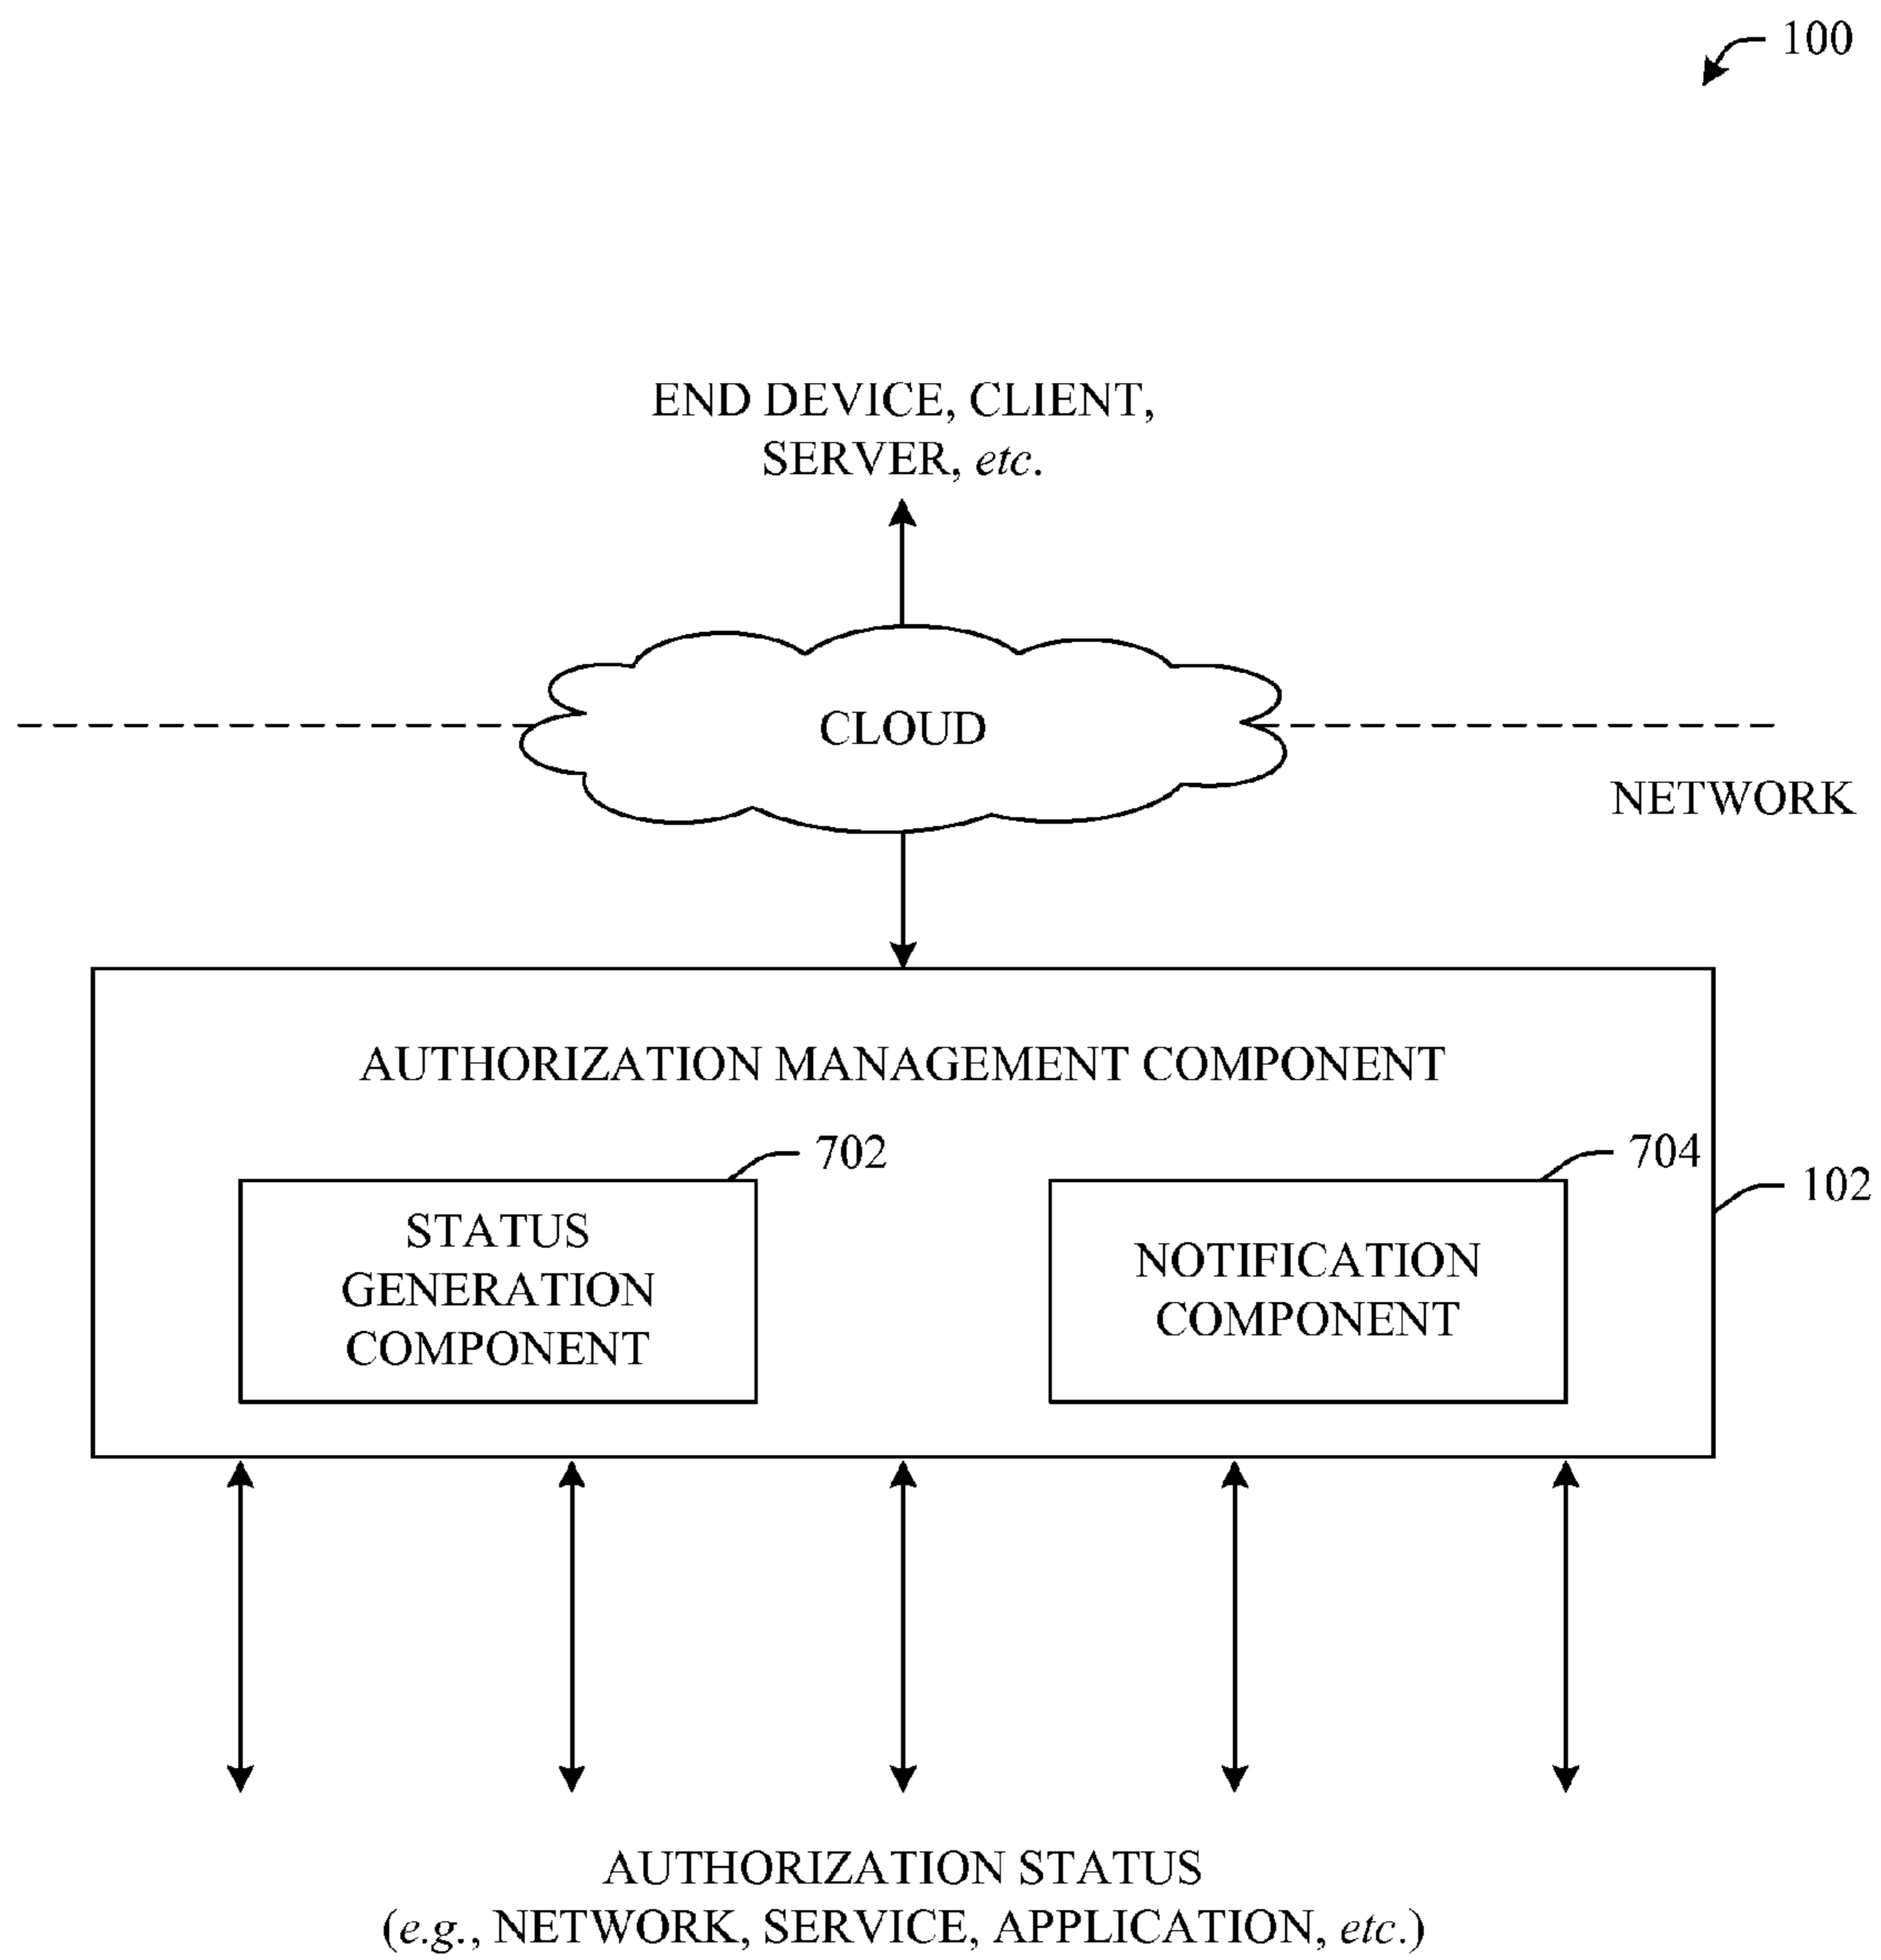 100
END DEVICE, CLIENT,
SERVER, etc.
CLOUD
NETWORK
AUTHORIZATION MANAGEMENT COMPONENT
702
704
102
STATUS
GENERATION
COMPONENT
NOTIFICATION
COMPONENT
AUTHORIZATION STATUS
(e.g., NETWORK, SERVICE, APPLICATION, etc.)